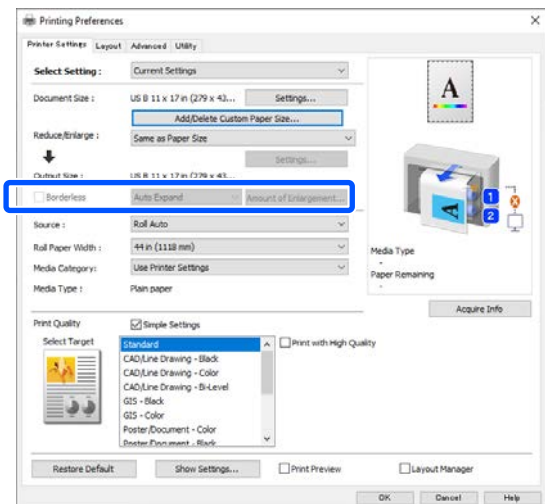 Printing Preferences
Printer Settings Layout Advanced Utility
Select Setting : Current Settings
Document Size : US B 11 x 17 in (279 x 43... Settings...
Add/Delete Custom Paper Size...
Reduce/Enlarge : Same as Paper Size
Settings...
Output Size : US B 11 x 17 in (279 x 43...
Borderless Auto Expand Amount of Enlargement...
Source : Roll Auto
Roll Paper Width : 44 in (1118 mm)
Media Category: Use Printer Settings
Media Type : Plain paper
A
A
1
2
Media Type
-
Paper Remaining
-
Acquire Info
Print Quality Simple Settings
Select Target
Standard
CAD/Line Drawing - Black
CAD/Line Drawing - Color
CAD/Line Drawing - Bi-Level
GIS - Black
GIS - Color
Poster/Document - Color
Poster/Document - Black
Print with High Quality
Restore Default Show Settings... Print Preview Layout Manager
OK Cancel Help